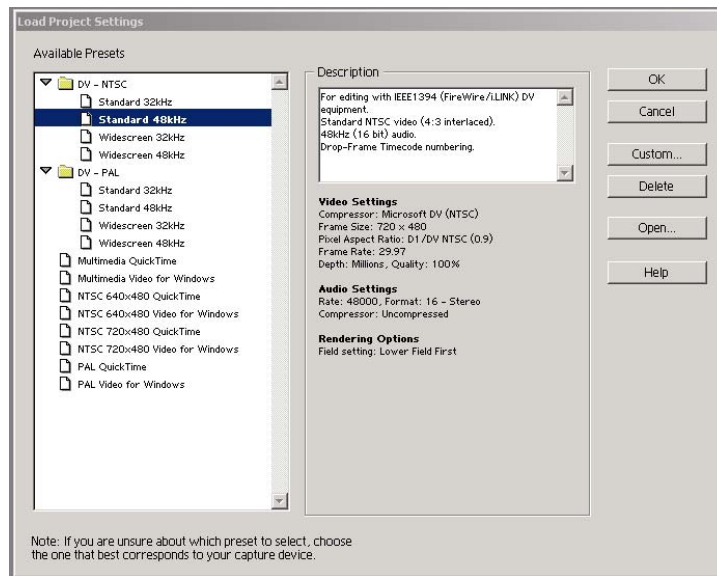 Load Project Settings
Available Presets
DV - NTSC
Standard 32kHz
Standard 48kHz
Widescreen 32kHz
Widescreen 48kHz
DV - PAL
Standard 32kHz
Standard 48kHz
Widescreen 32kHz
Widescreen 48kHz
Multimedia QuickTime
Multimedia Video for Windows
NTSC 640x480 QuickTime
NTSC 640x480 Video for Windows
NTSC 720x480 QuickTime
NTSC 720x480 Video for Windows
PAL QuickTime
PAL Video for Windows
Description
For editing with IEEE1394 (FireWire/i.LINK) DV
equipment.
Standard NTSC video (4:3 interlaced).
48kHz (16 bit) audio.
Drop-Frame Timecode numbering.
Video Settings
Compressor: Microsoft DV (NTSC)
Frame Size: 720 x 480
Pixel Aspect Ratio: D1/DV NTSC (0.9)
Frame Rate: 29.97
Depth: Millions, Quality: 100%
Audio Settings
Rate: 48000, Format: 16 - Stereo
Compressor: Uncompressed
Rendering Options
Field setting: Lower Field First
OK
Cancel
Custom...
Delete
Open...
Help
Note: If you are unsure about which preset to select, choose
the one that best corresponds to your capture device.